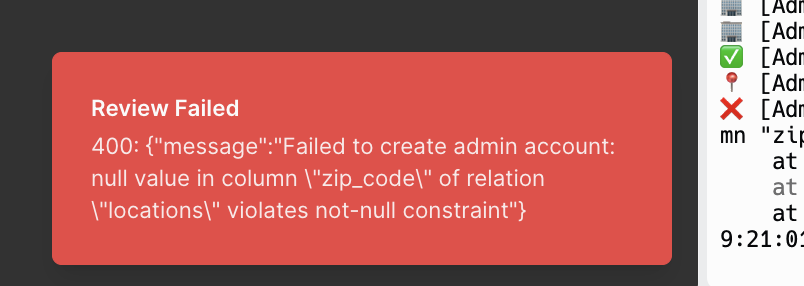 Review Failed
400: {"message":"Failed to create admin account:
null value in column \"zip_code\" of relation
\"locations\" violates not-null constraint"}
[Adm
[Adm
[Adm
[Adm
[Adm
mn "zip
at
at
at
9:21:01